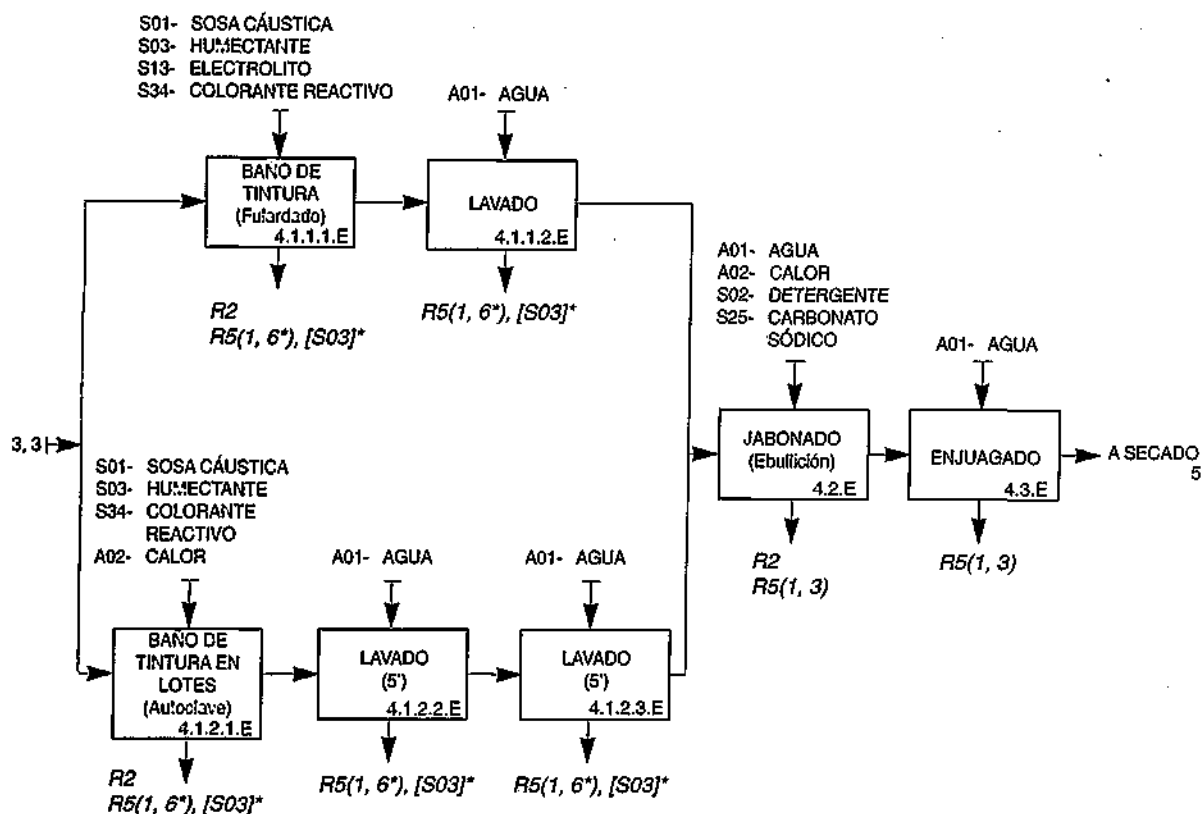 S01- SOSA CÁUSTICA
S03- HUMECTANTE
S13- ELECTROLITO
S34- COLORANTE REACTIVO
A01- AGUA
BAÑO DE
TINTURA
(Fulardado)
4.1.1.1.E
LAVADO
4.1.1.2.E
R2
R5(1, 6*), [S03]*
R5(1, 6*), [S03]*
A01- AGUA
A02- CALOR
S02- DETERGENTE
S25- CARBONATO
SÓDICO
A01- AGUA
3, 3
JABONADO
(Ebullición)
4.2.E
ENJUAGADO
4.3.E
A SECADO
5
R2
R5(1, 3)
R5(1, 3)
S01- SOSA CÁUSTICA
S03- HUMECTANTE
S34- COLORANTE
REACTIVO
A02- CALOR
A01- AGUA
A01- AGUA
BAÑO DE
TINTURA EN
LOTES
(Autoclave)
4.1.2.1.E
LAVADO
(5')
4.1.2.2.E
LAVADO
(5')
4.1.2.3.E
R2
R5(1, 6*), [S03]*
R5(1, 6*), [S03]*
R5(1, 6*), [S03]*